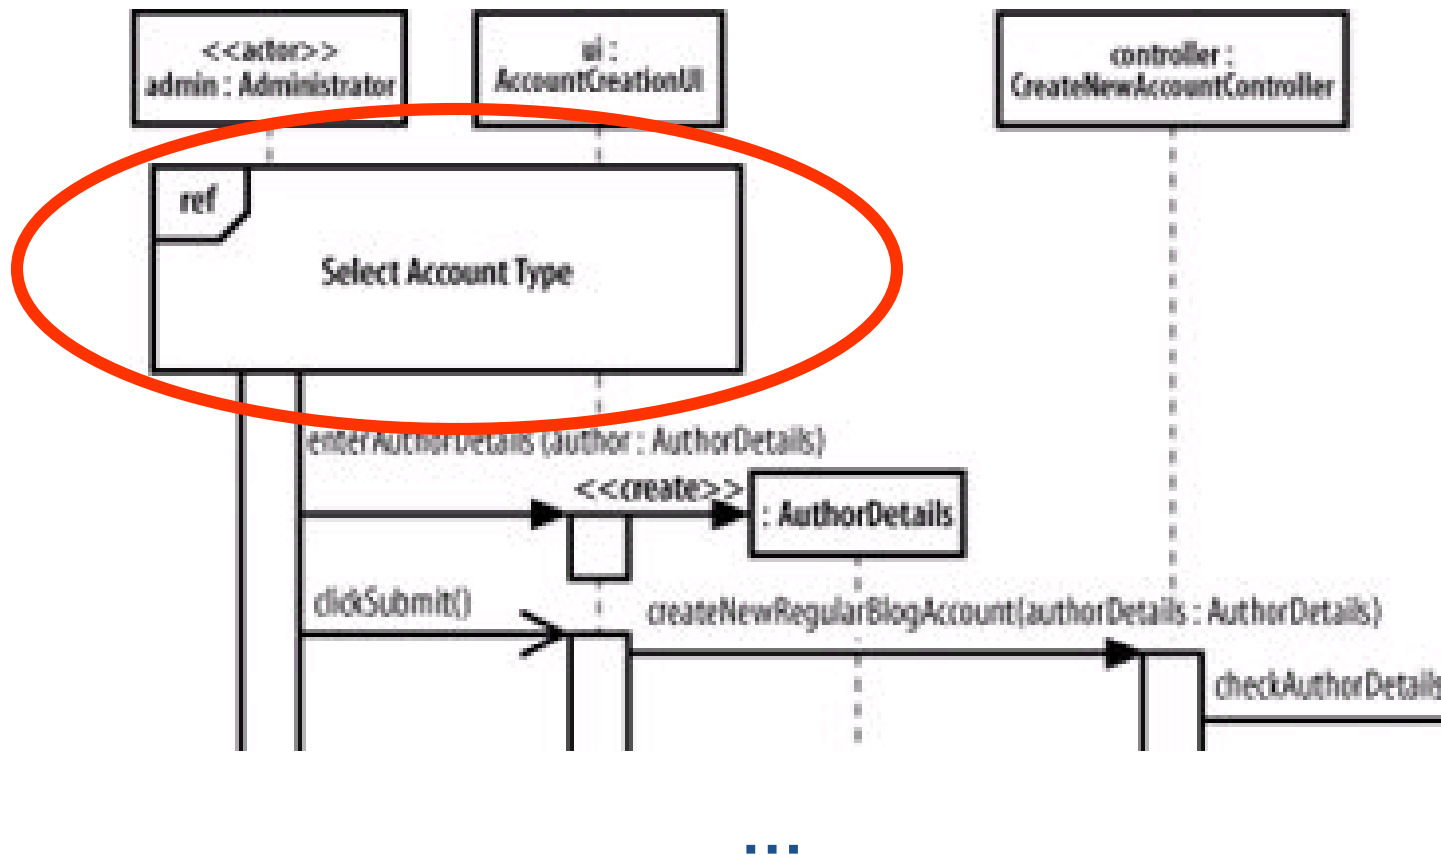 <<actor>>
admin : Administrator
ui :
AccountCreationUI
controller :
CreateNewAccountController
ref
Select Account Type
enterAuthorDetails (author : AuthorDetails)
<<create>>
: AuthorDetails
clickSubmit()
createNewRegularBlogAccount(authorDetails : AuthorDetails)
checkAuthorDetails
...